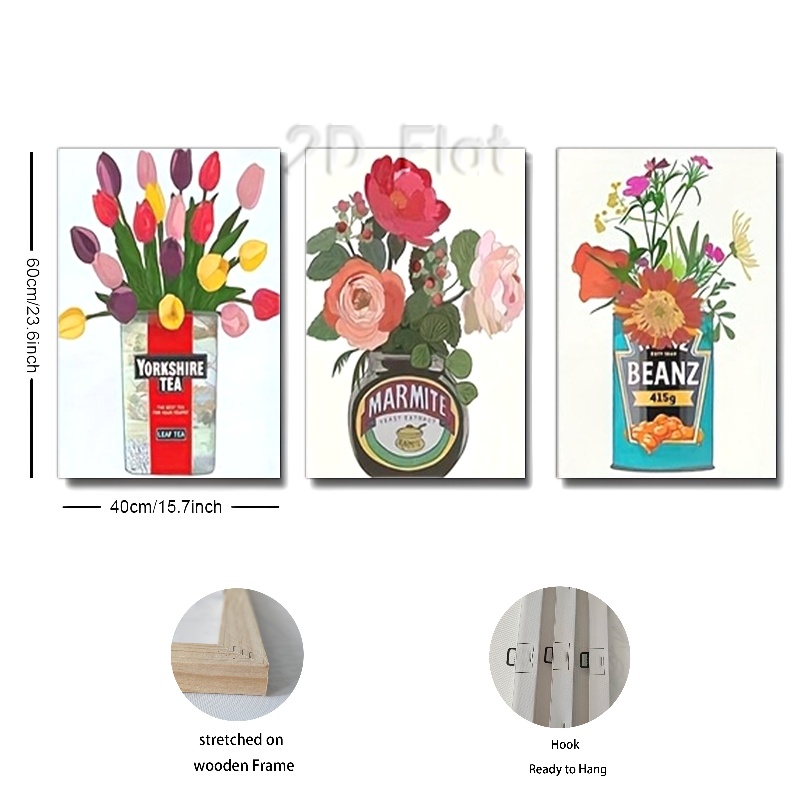 2D Flat
60cm/23.6inch
YORKSHIRE
TEA
LEAF TEA
MARMITE
YEAST EXTRACT
BEANZ
415g
40cm/15.7inch
stretched on
wooden Frame
Hook
Ready to Hang